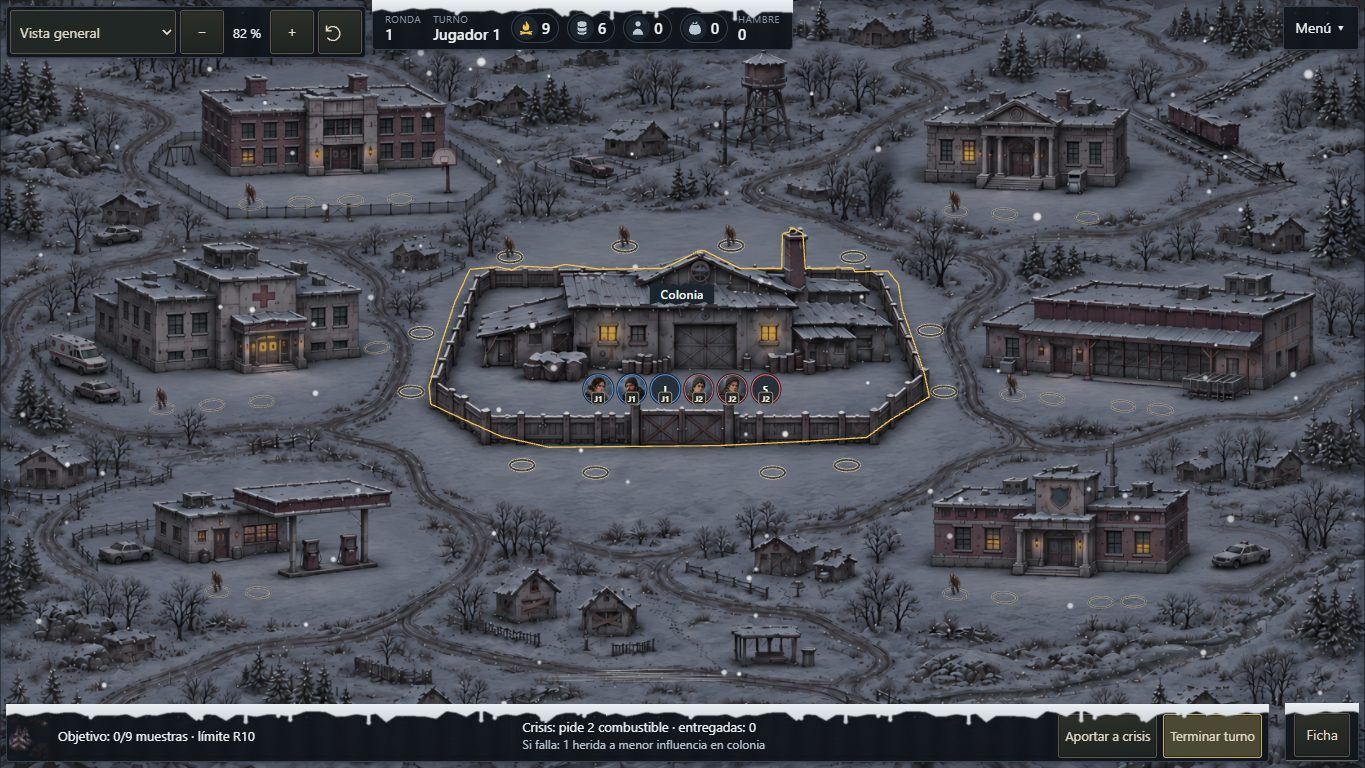 Vista general
−
82 %
+
RONDA
1
TURNO
Jugador 1
9
6
0
0
HAMBRE
0
Menú
Colonia
J1
J1
I
J1
J2
J2
S
J2
Objetivo: 0/9 muestras · límite R10
Crisis: pide 2 combustible · entregadas: 0
Si falla: 1 herida a menor influencia en colonia
Aportar a crisis
Terminar turno
Ficha